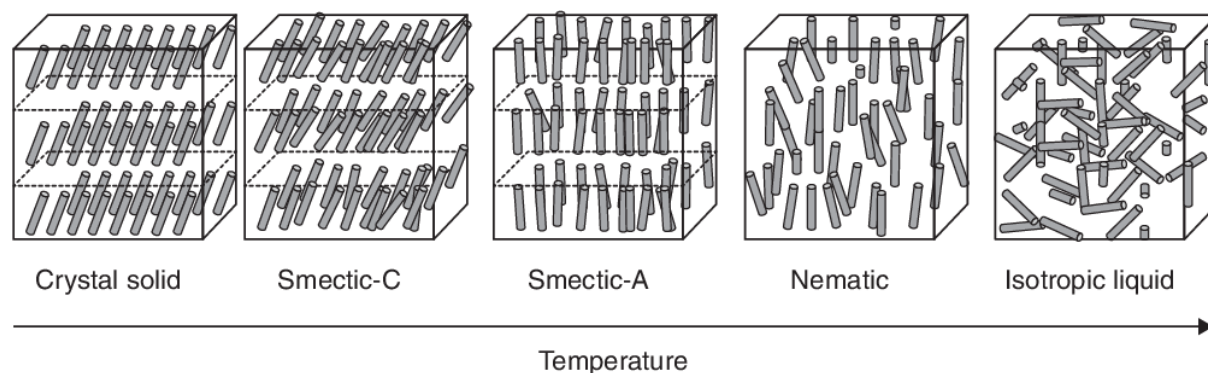 Crystal solid
Smectic-C
Smectic-A
Nematic
Isotropic liquid
Temperature